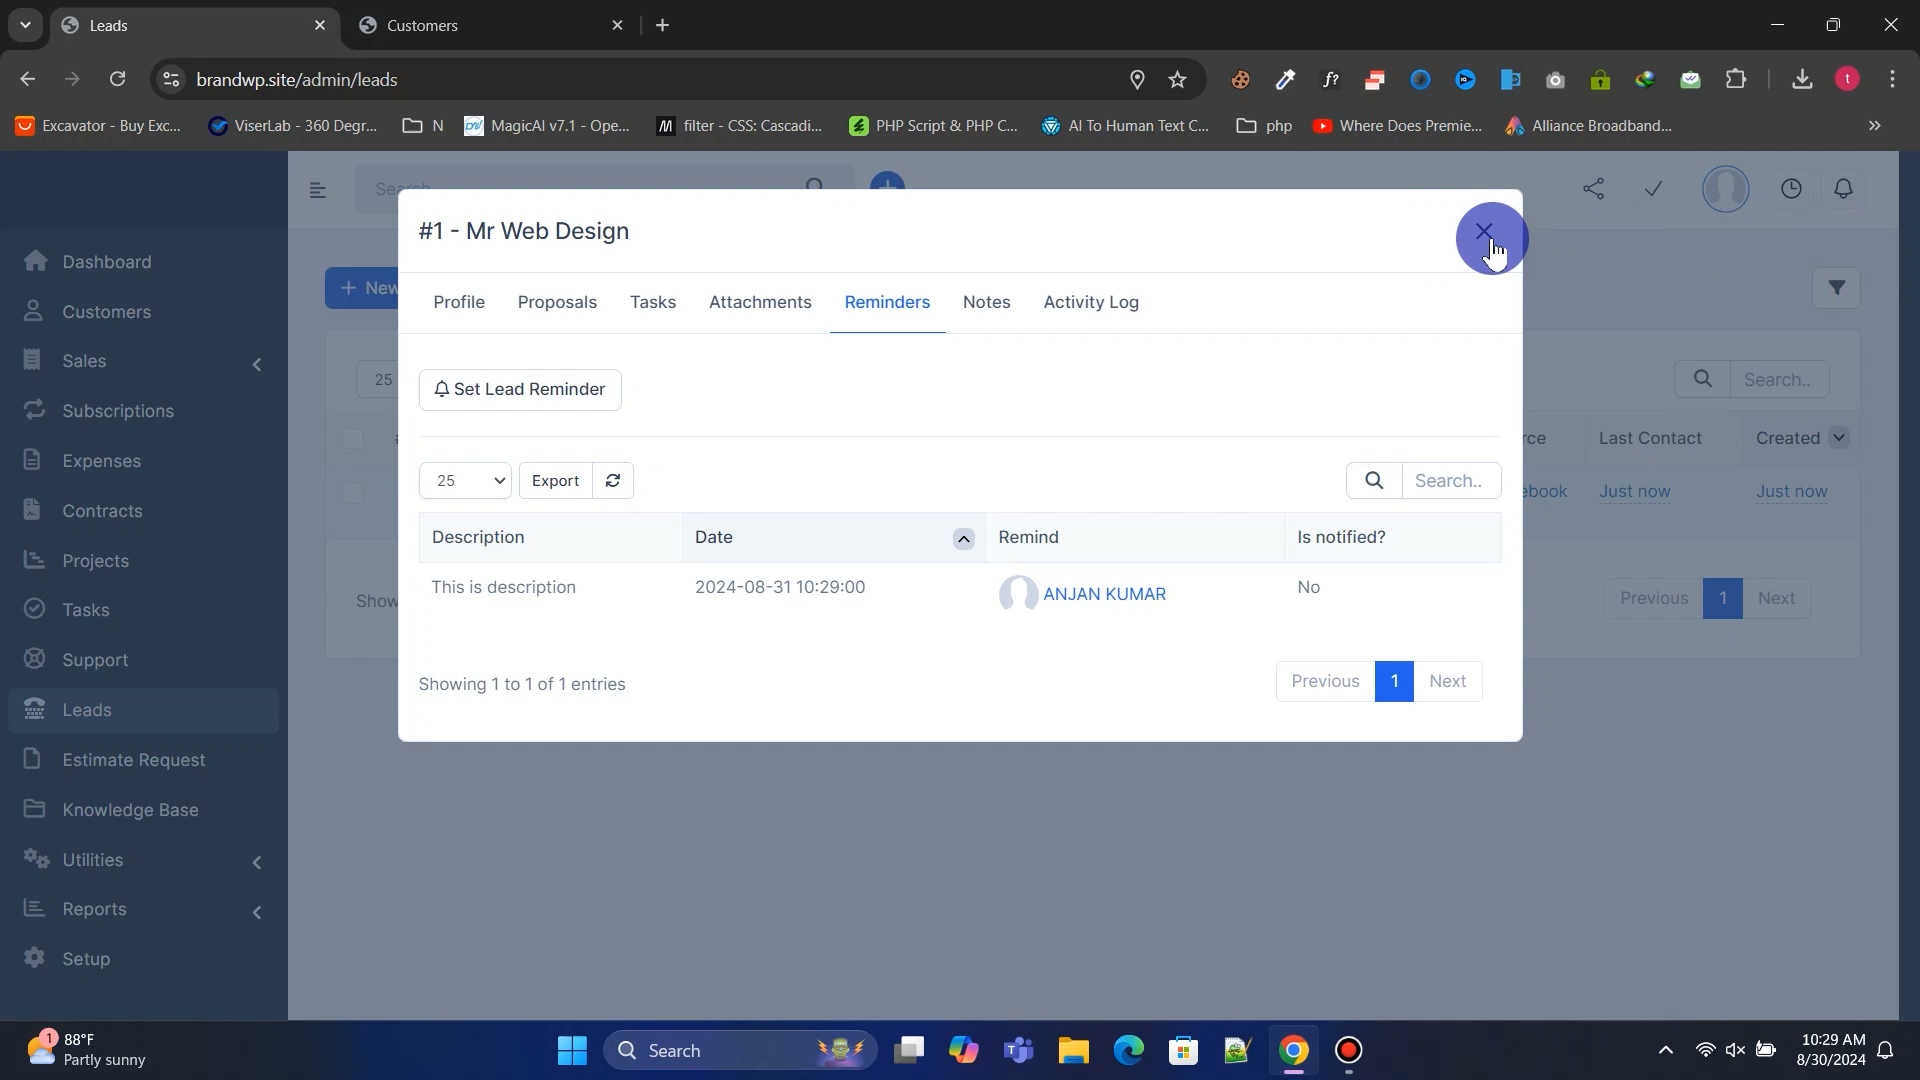 Leads
Customers
brandwp.site/admin/leads
Excavator - Buy Exc...
ViserLab - 360 Degr...
N
MagicAI v7.1 - Ope...
filter - CSS: Cascadi...
PHP Script & PHP C...
AI To Human Text C...
php
Where Does Premie...
Alliance Broadband...
t
Dashboard
Customers
Sales
Subscriptions
Expenses
Contracts
Projects
Tasks
Support
Leads
Estimate Request
Knowledge Base
Utilities
Reports
Setup
#1 - Mr Web Design
Profile
Proposals
Tasks
Attachments
Reminders
Notes
Activity Log
Set Lead Reminder
25
Export
Search..
Description
Date
Remind
Is notified?
This is description
2024-08-31 10:29:00
ANJAN KUMAR
No
Showing 1 to 1 of 1 entries
Previous
1
Next
25
Search..
Last Contact
Created
Just now
Just now
Previous
1
Next
1
88°F
Partly sunny
Search
10:29 AM
8/30/2024